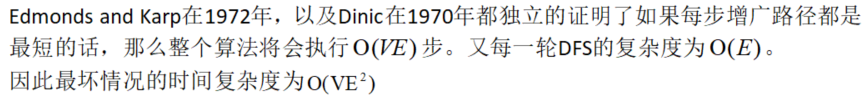 Edmonds and Karp在1972年，以及Dinic在1970年都独立的证明了如果每步增广路径都是
最短的话，那么整个算法将会执行O(VE)步。又每一轮DFS的复杂度为O(E)。
因此最坏情况的时间复杂度为O(VE²)